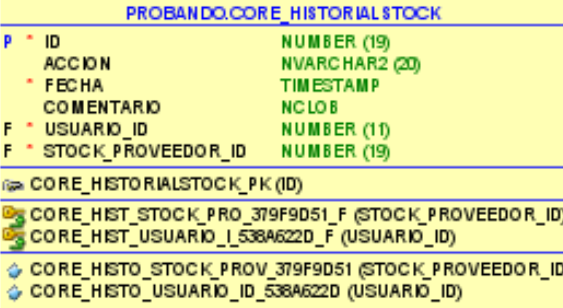 PROBANDO.CORE_HISTORIALSTOCK
P * ID NUMBER (19)
ACCION NVARCHAR2 (20)
* FECHA TIMESTAMP
COMENTARIO NCLOB
F * USUARIO_ID NUMBER (11)
F * STOCK_PROVEEDOR_ID NUMBER (19)
CORE_HISTORIALSTOCK_PK (ID)
CORE_HIST_STOCK_PRO_379F9D51_F (STOCK_PROVEEDOR_ID)
CORE_HIST_USUARIO_I_538A622D_F (USUARIO_ID)
CORE_HISTO_STOCK_PROV_379F9D51 (STOCK_PROVEEDOR_ID
CORE_HISTO_USUARIO_ID_538A622D (USUARIO_ID)